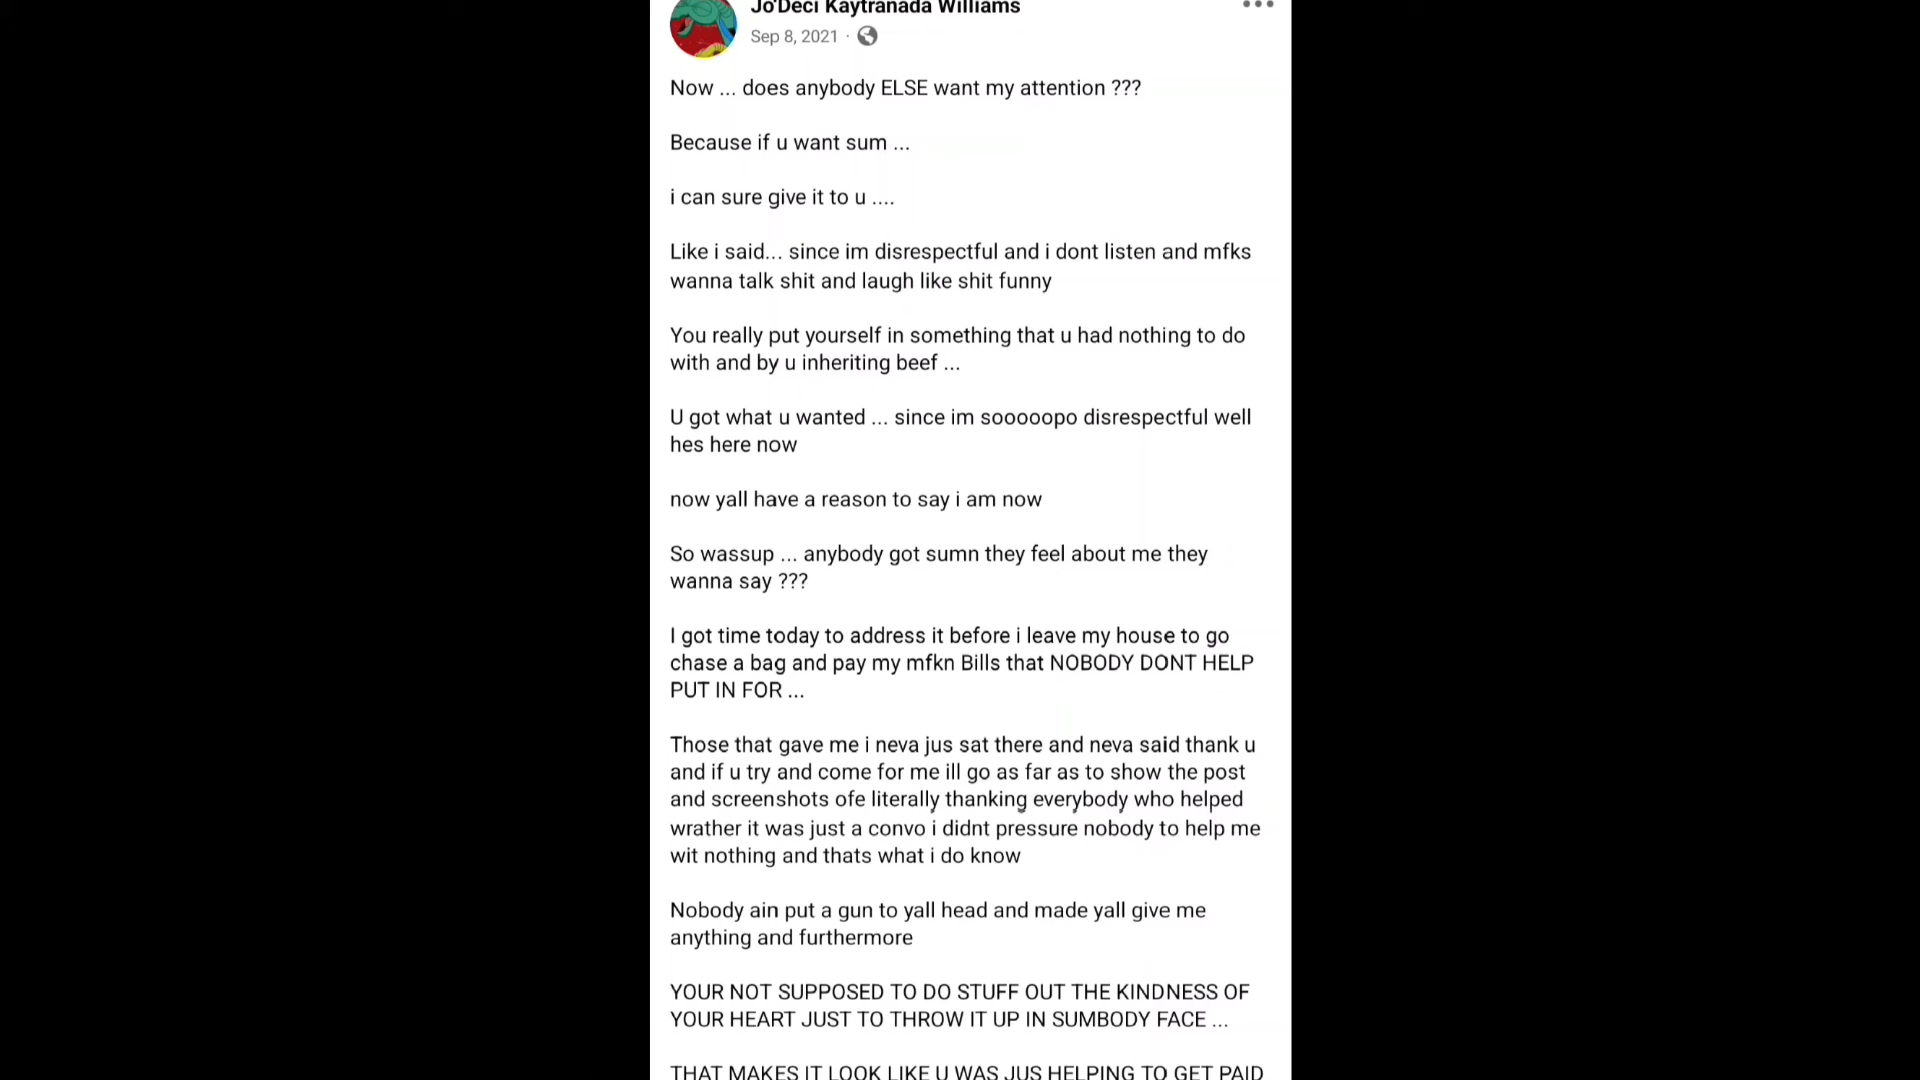 Jo'Deci Kaytranada Williams
Sep 8, 2021 ·
Now ... does anybody ELSE want my attention ???
Because if u want sum ...
i can sure give it to u ....
Like i said... since im disrespectful and i dont listen and mfks
wanna talk shit and laugh like shit funny
You really put yourself in something that u had nothing to do
with and by u inheriting beef ...
U got what u wanted ... since im sooooopo disrespectful well
hes here now
now yall have a reason to say i am now
So wassup ... anybody got sumn they feel about me they
wanna say ???
I got time today to address it before i leave my house to go
chase a bag and pay my mfkn Bills that NOBODY DONT HELP
PUT IN FOR ...
Those that gave me i neva jus sat there and neva said thank u
and if u try and come for me ill go as far as to show the post
and screenshots ofe literally thanking everybody who helped
wrather it was just a convo i didnt pressure nobody to help me
wit nothing and thats what i do know
Nobody ain put a gun to yall head and made yall give me
anything and furthermore
YOUR NOT SUPPOSED TO DO STUFF OUT THE KINDNESS OF
YOUR HEART JUST TO THROW IT UP IN SUMBODY FACE ...
THAT MAKES IT LOOK LIKE U WAS JUS HELPING TO GET PAID